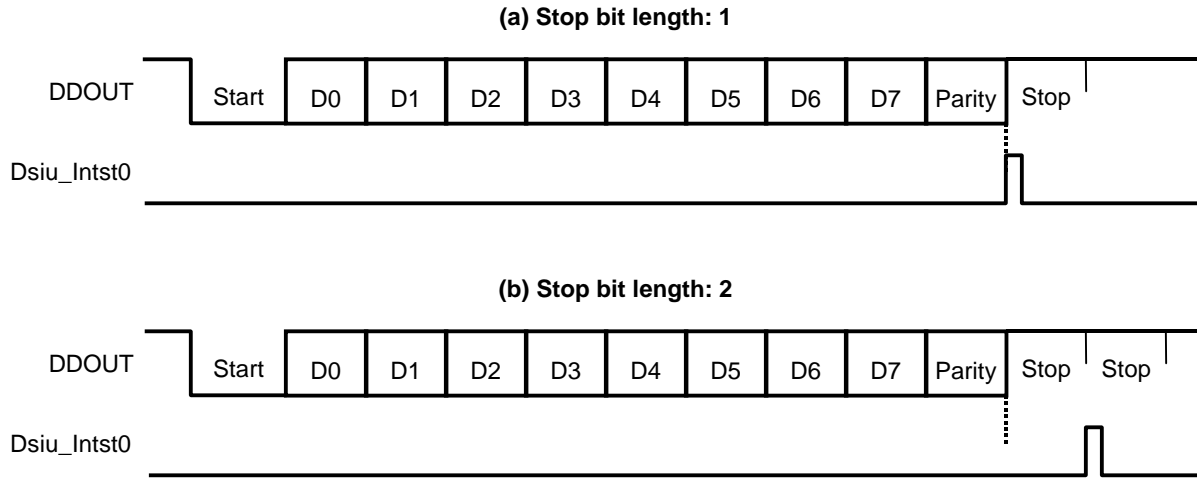 (a) Stop bit length: 1
DDOUT Start D0 D1 D2 D3 D4 D5 D6 D7 Parity Stop
Dsiu_Intst0
(b) Stop bit length: 2
DDOUT Start D0 D1 D2 D3 D4 D5 D6 D7 Parity Stop Stop
Dsiu_Intst0